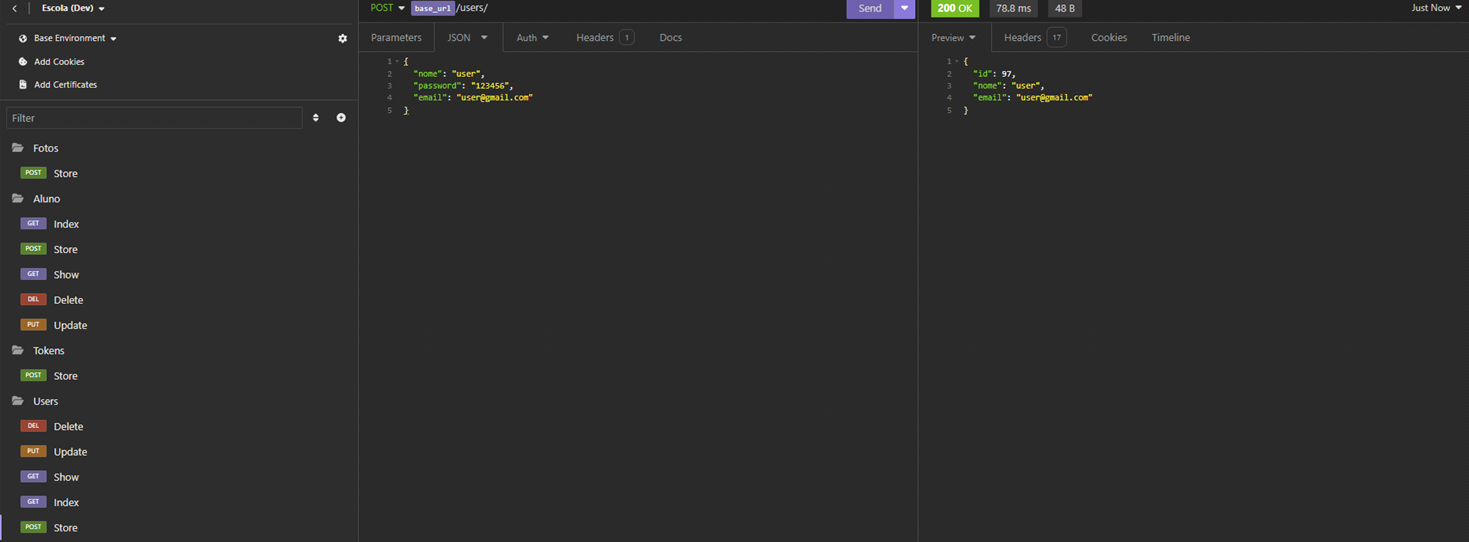 Escola (Dev)
Base Environment
Add Cookies
Add Certificates
Filter
Fotos
POST Store
Aluno
GET Index
POST Store
GET Show
DEL Delete
PUT Update
Tokens
POST Store
Users
DEL Delete
PUT Update
GET Show
GET Index
POST Store
POST base_url /users/ Send
Parameters JSON Auth Headers 1 Docs
1 {
2 "nome": "user",
3 "password": "123456",
4 "email": "user@gmail.com"
5 }
200 OK 78.8 ms 48 B Just Now
Preview Headers 17 Cookies Timeline
1 {
2 "id": 97,
3 "nome": "user",
4 "email": "user@gmail.com"
5 }